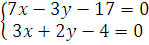 7x − 3y − 17 = 0
3x + 2y − 4 = 0